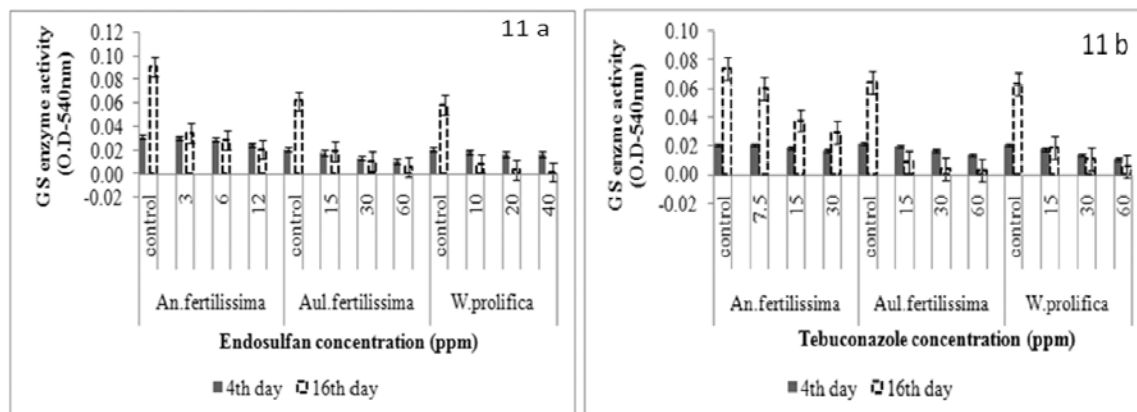 11 a
GS enzyme activity
(O.D-540nm)
0.12
0.10
0.08
0.06
0.04
0.02
0.00
-0.02
control
3
6
12
control
15
30
60
control
10
20
40
An.fertilissima
Aul.fertilissima
W.prolifica
Endosulfan concentration (ppm)
4th day
16th day
11 b
GS enzme activity
(O.D-540nm)
0.10
0.08
0.06
0.04
0.02
0.00
-0.02
control
7.5
15
30
control
15
30
60
control
15
30
60
An.fertilissima
Aul.fertilissima
W.prolifica
Tebuconazole concentration (ppm)
4th day
16th day